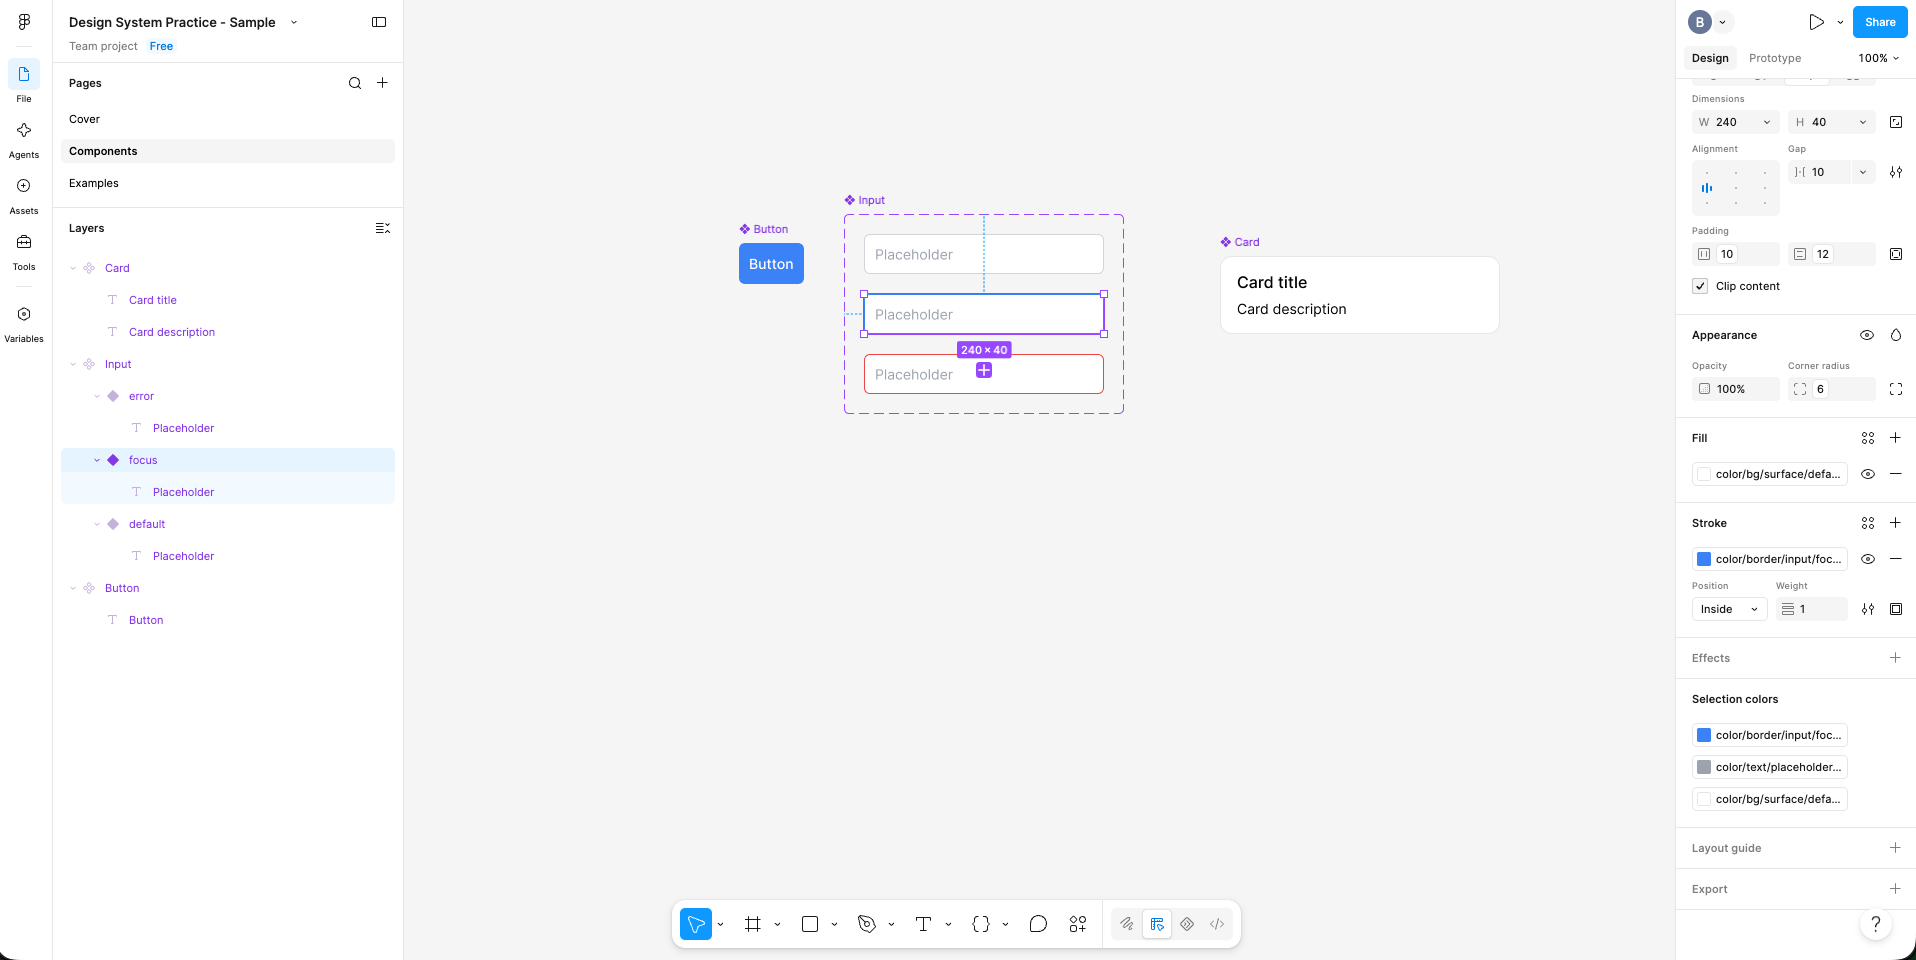 Design System Practice - Sample
Team project Free
File
Agents
Assets
Tools
Variables
Pages
Cover
Components
Examples
Layers
Card
Card title
Card description
Input
error
Placeholder
focus
Placeholder
default
Placeholder
Button
Button
Button
Button
Input
Placeholder
Placeholder
240 × 40
Placeholder
Card
Card title
Card description
B
Share
Design Prototype 100%
Dimensions
W 240 H 40
Alignment Gap
10
Padding
10 12
Clip content
Appearance
Opacity Corner radius
100% 6
Fill
color/bg/surface/defa...
Stroke
color/border/input/foc...
Position Weight
Inside 1
Effects
Selection colors
color/border/input/foc...
color/text/placeholder...
color/bg/surface/defa...
Layout guide
Export
?